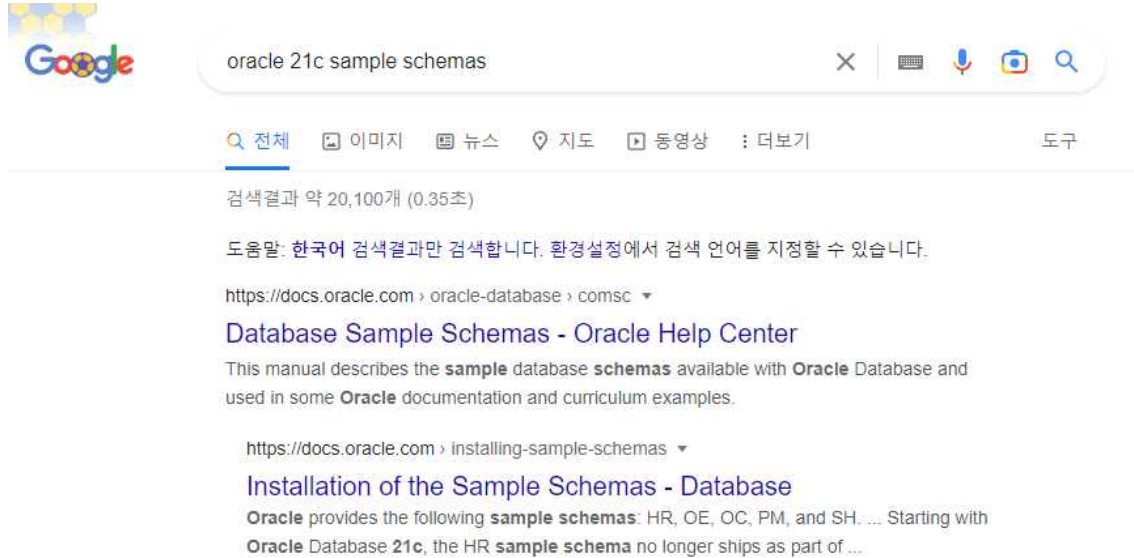 Google
oracle 21c sample schemas
전체 이미지 뉴스 지도 동영상 더보기 도구
검색결과 약 20,100개 (0.35초)
도움말: 한국어 검색결과만 검색합니다. 환경설정에서 검색 언어를 지정할 수 있습니다.
https://docs.oracle.com › oracle-database › comsc
Database Sample Schemas - Oracle Help Center
This manual describes the sample database schemas available with Oracle Database and
used in some Oracle documentation and curriculum examples.
https://docs.oracle.com › installing-sample-schemas
Installation of the Sample Schemas - Database
Oracle provides the following sample schemas: HR, OE, OC, PM, and SH. ... Starting with
Oracle Database 21c, the HR sample schema no longer ships as part of ...